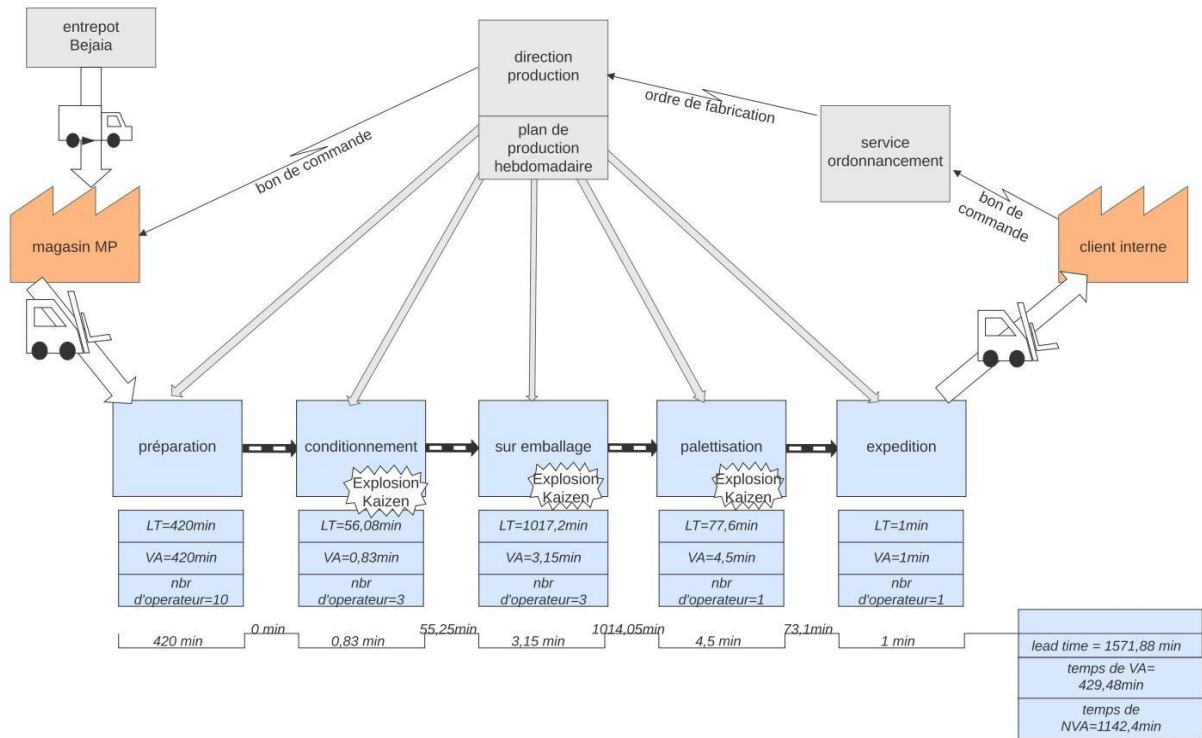 entrepot
Bejaia
direction
production
plan de
production
hebdomadaire
ordre de fabrication
service
ordonnancement
bon de commande
bon de
commande
magasin MP
client interne
préparation
conditionnement
sur emballage
palettisation
expedition
Explosion
Kaizen
Explosion
Kaizen
Explosion
Kaizen
LT=420min
VA=420min
nbr
d'operateur=10
LT=56,08min
VA=0,83min
nbr
d'operateur=3
LT=1017,2min
VA=3,15min
nbr
d'operateur=3
LT=77,6min
VA=4,5min
nbr
d'operateur=1
LT=1min
VA=1min
nbr
d'operateur=1
420 min
0 min
0,83 min
55,25min
3,15 min
1014,05min
4,5 min
73,1min
1 min
lead time = 1571,88 min
temps de VA=
429,48min
temps de
NVA=1142,4min